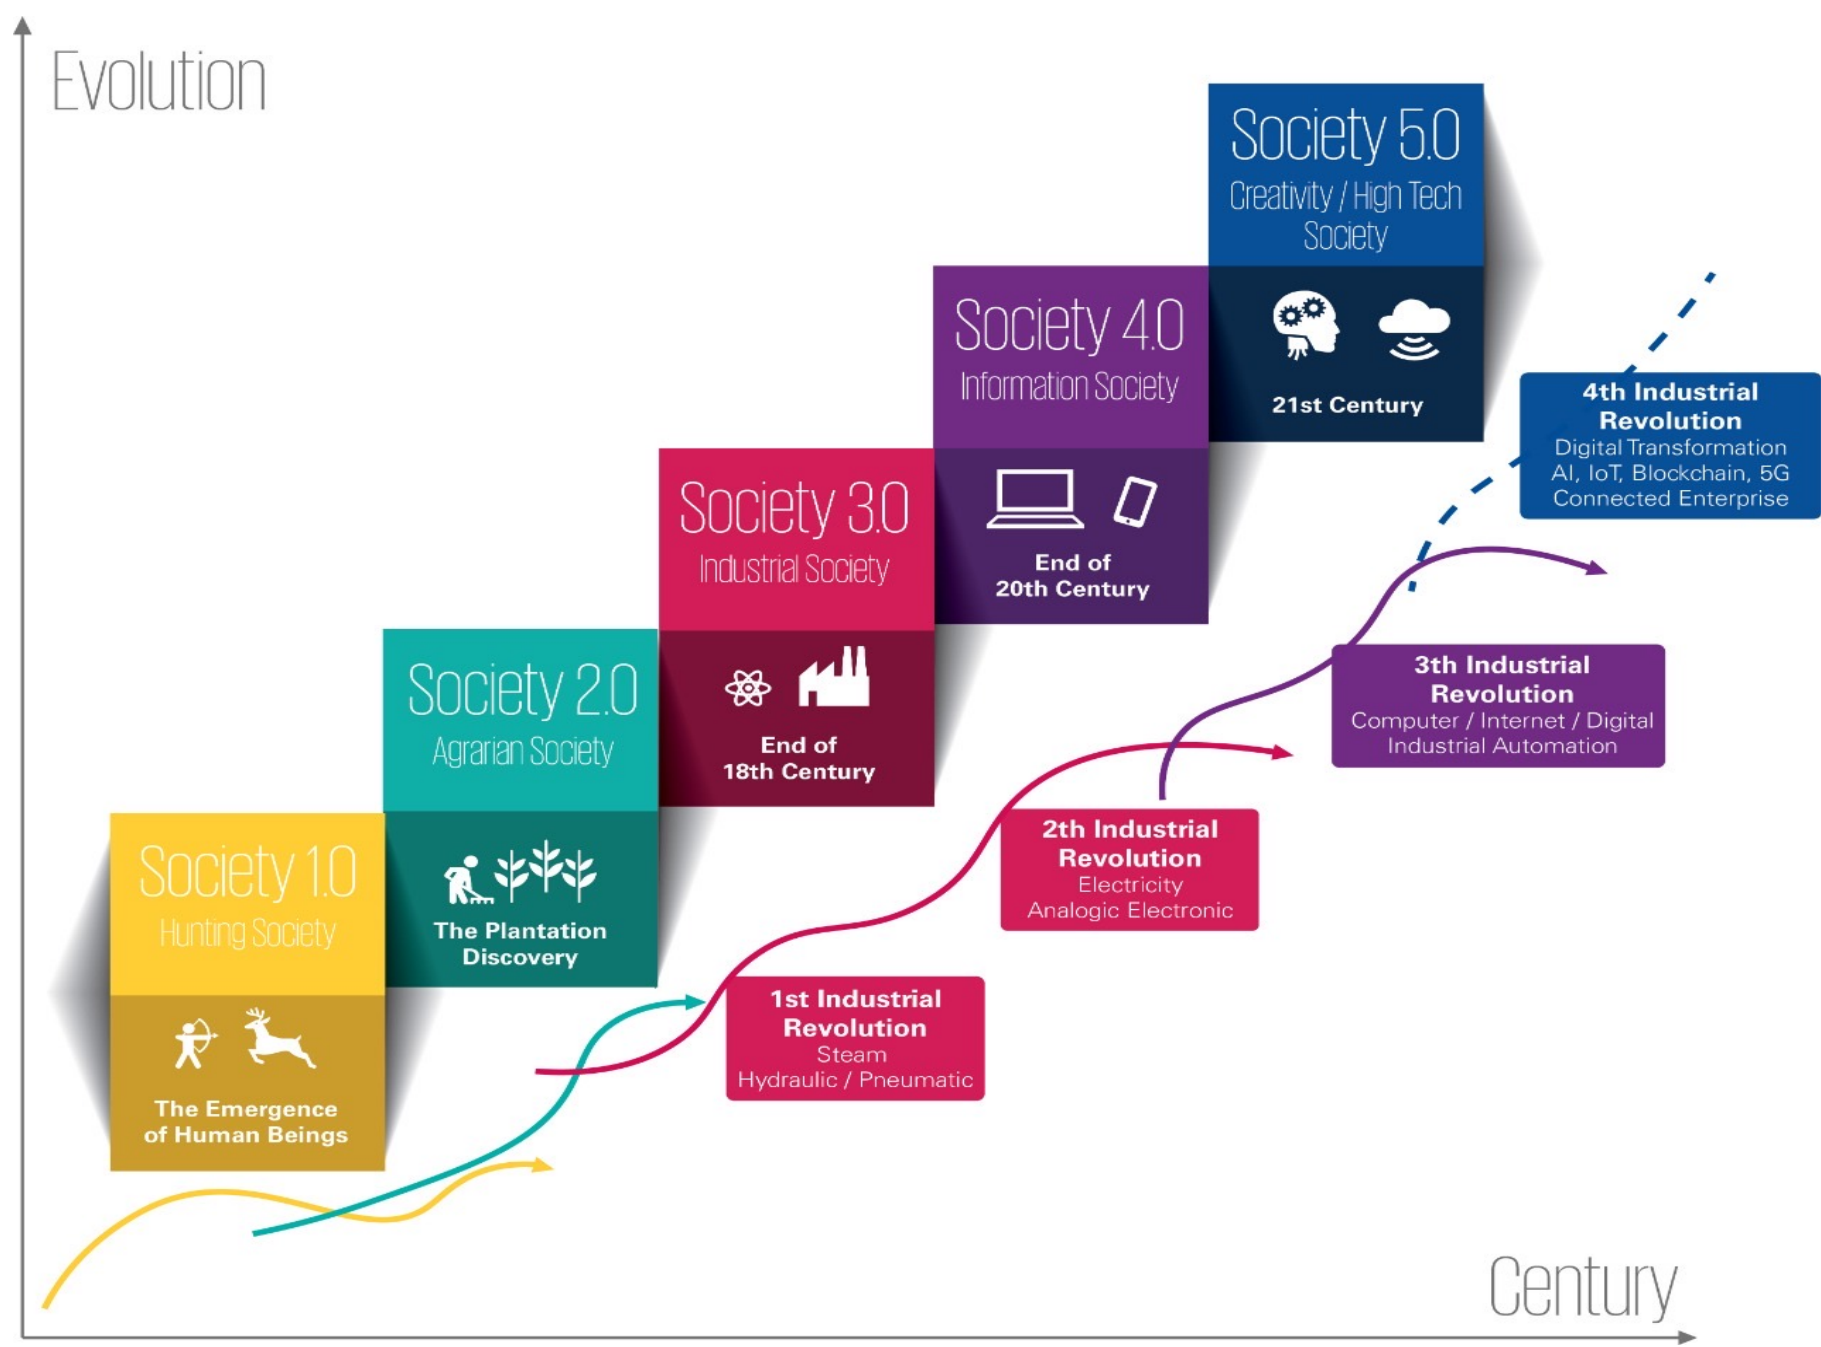 Evolution
Society 5.0
Creativity / High Tech
Society
21st Century
Society 4.0
Information Society
End of
20th Century
Society 3.0
Industrial Society
End of
18th Century
Society 2.0
Agrarian Society
The Plantation
Discovery
Society 1.0
Hunting Society
The Emergence
of Human Beings
4th Industrial
Revolution
Digital Transformation
AI, IoT, Blockchain, 5G
Connected Enterprise
3th Industrial
Revolution
Computer / Internet / Digital
Industrial Automation
2th Industrial
Revolution
Electricity
Analogic Electronic
1st Industrial
Revolution
Steam
Hydraulic / Pneumatic
Century